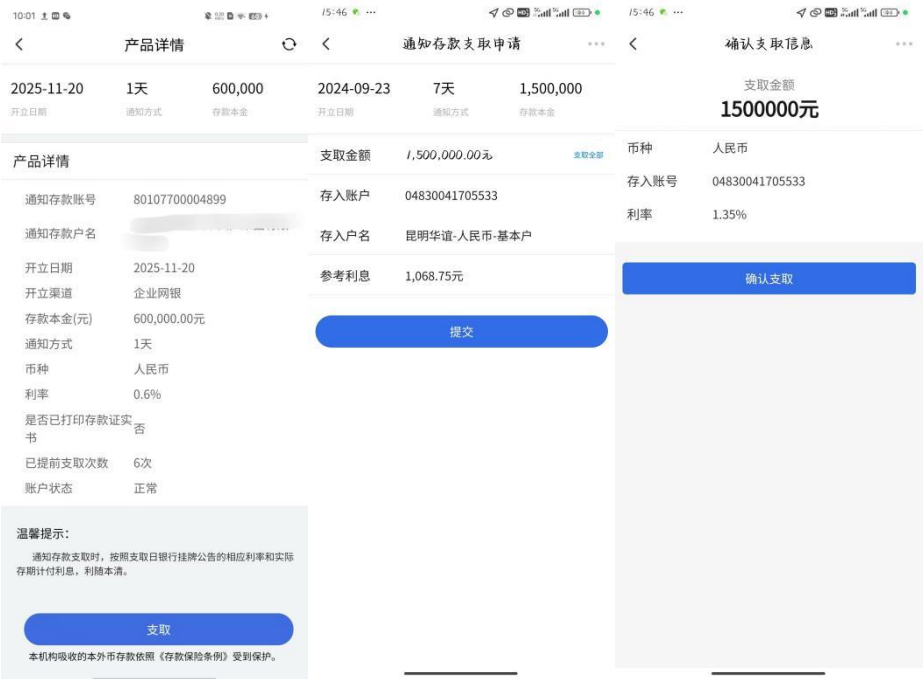 10:01
产品详情
2025-11-20 1天 600,000
开立日期 通知方式 存款本金
产品详情
通知存款账号 80107700004899
通知存款户名
开立日期 2025-11-20
开立渠道 企业网银
存款本金(元) 600,000.00元
通知方式 1天
币种 人民币
利率 0.6%
是否已打印存款证实书 否
已提前支取次数 6次
账户状态 正常
温馨提示：
通知存款支取时，按照支取日银行挂牌公告的相应利率和实际
存期计付利息，利随本清。
支取
本机构吸收的本外币存款依照《存款保险条例》受到保护。
15:46
通知存款支取申请
2024-09-23 7天 1,500,000
开立日期 通知方式 存款本金
支取金额 1,500,000.00元 支取全部
存入账户 04830041705533
存入户名 昆明华谊-人民币-基本户
参考利息 1,068.75元
提交
15:46
确认支取信息
支取金额
1500000元
币种 人民币
存入账号 04830041705533
利率 1.35%
确认支取